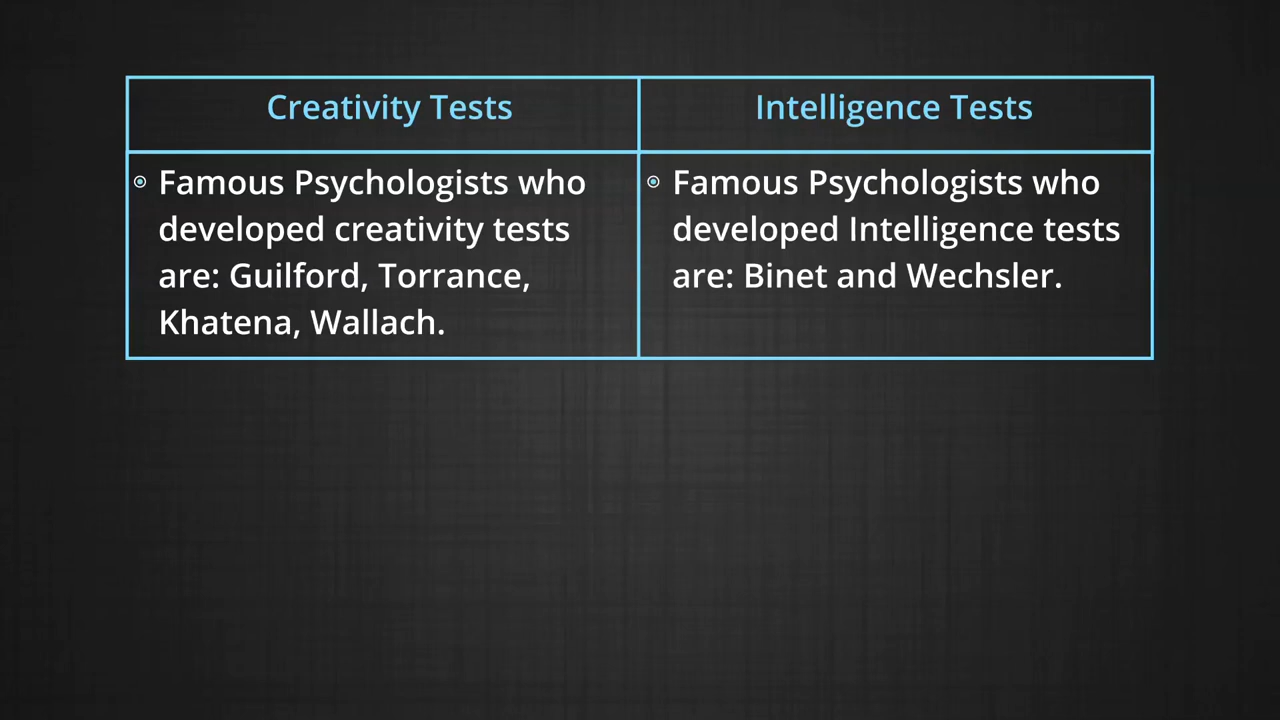 Creativity Tests
Intelligence Tests
Famous Psychologists who
developed creativity tests
are: Guilford, Torrance,
Khatena, Wallach.
Famous Psychologists who
developed Intelligence tests
are: Binet and Wechsler.